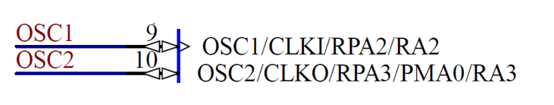 OSC1 9 OSC1/CLKI/RPA2/RA2
OSC2 10 OSC2/CLKO/RPA3/PMA0/RA3